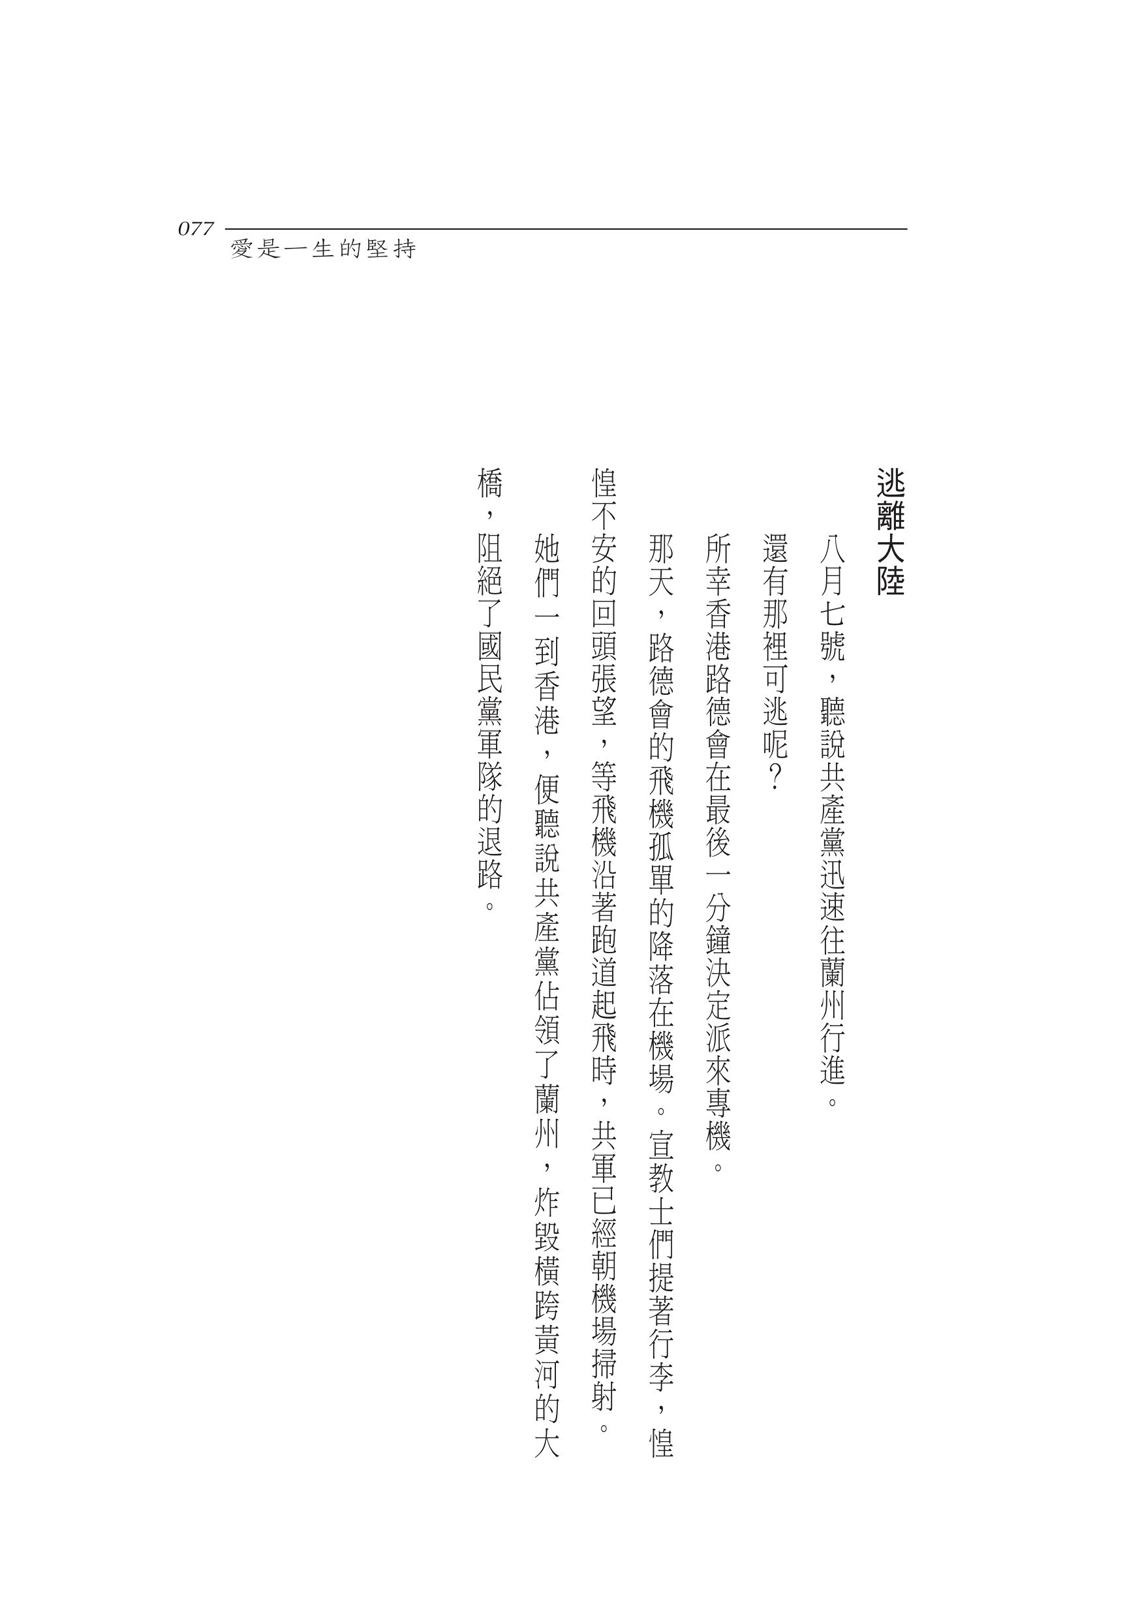 077
愛是一生的堅持
逃離大陸
八月七號，聽說共產黨迅速往蘭州行進。
還有那裡可逃呢？
所幸香港路德會在最後一分鐘決定派來專機。
那天，路德會的飛機孤單的降落在機場。宣教士們提著行李，惶
惶不安的回頭張望，等飛機沿著跑道起飛時，共軍已經朝機場掃射。
她們一到香港，便聽說共產黨佔領了蘭州，炸毀橫跨黃河的大
橋，阻絕了國民黨軍隊的退路。